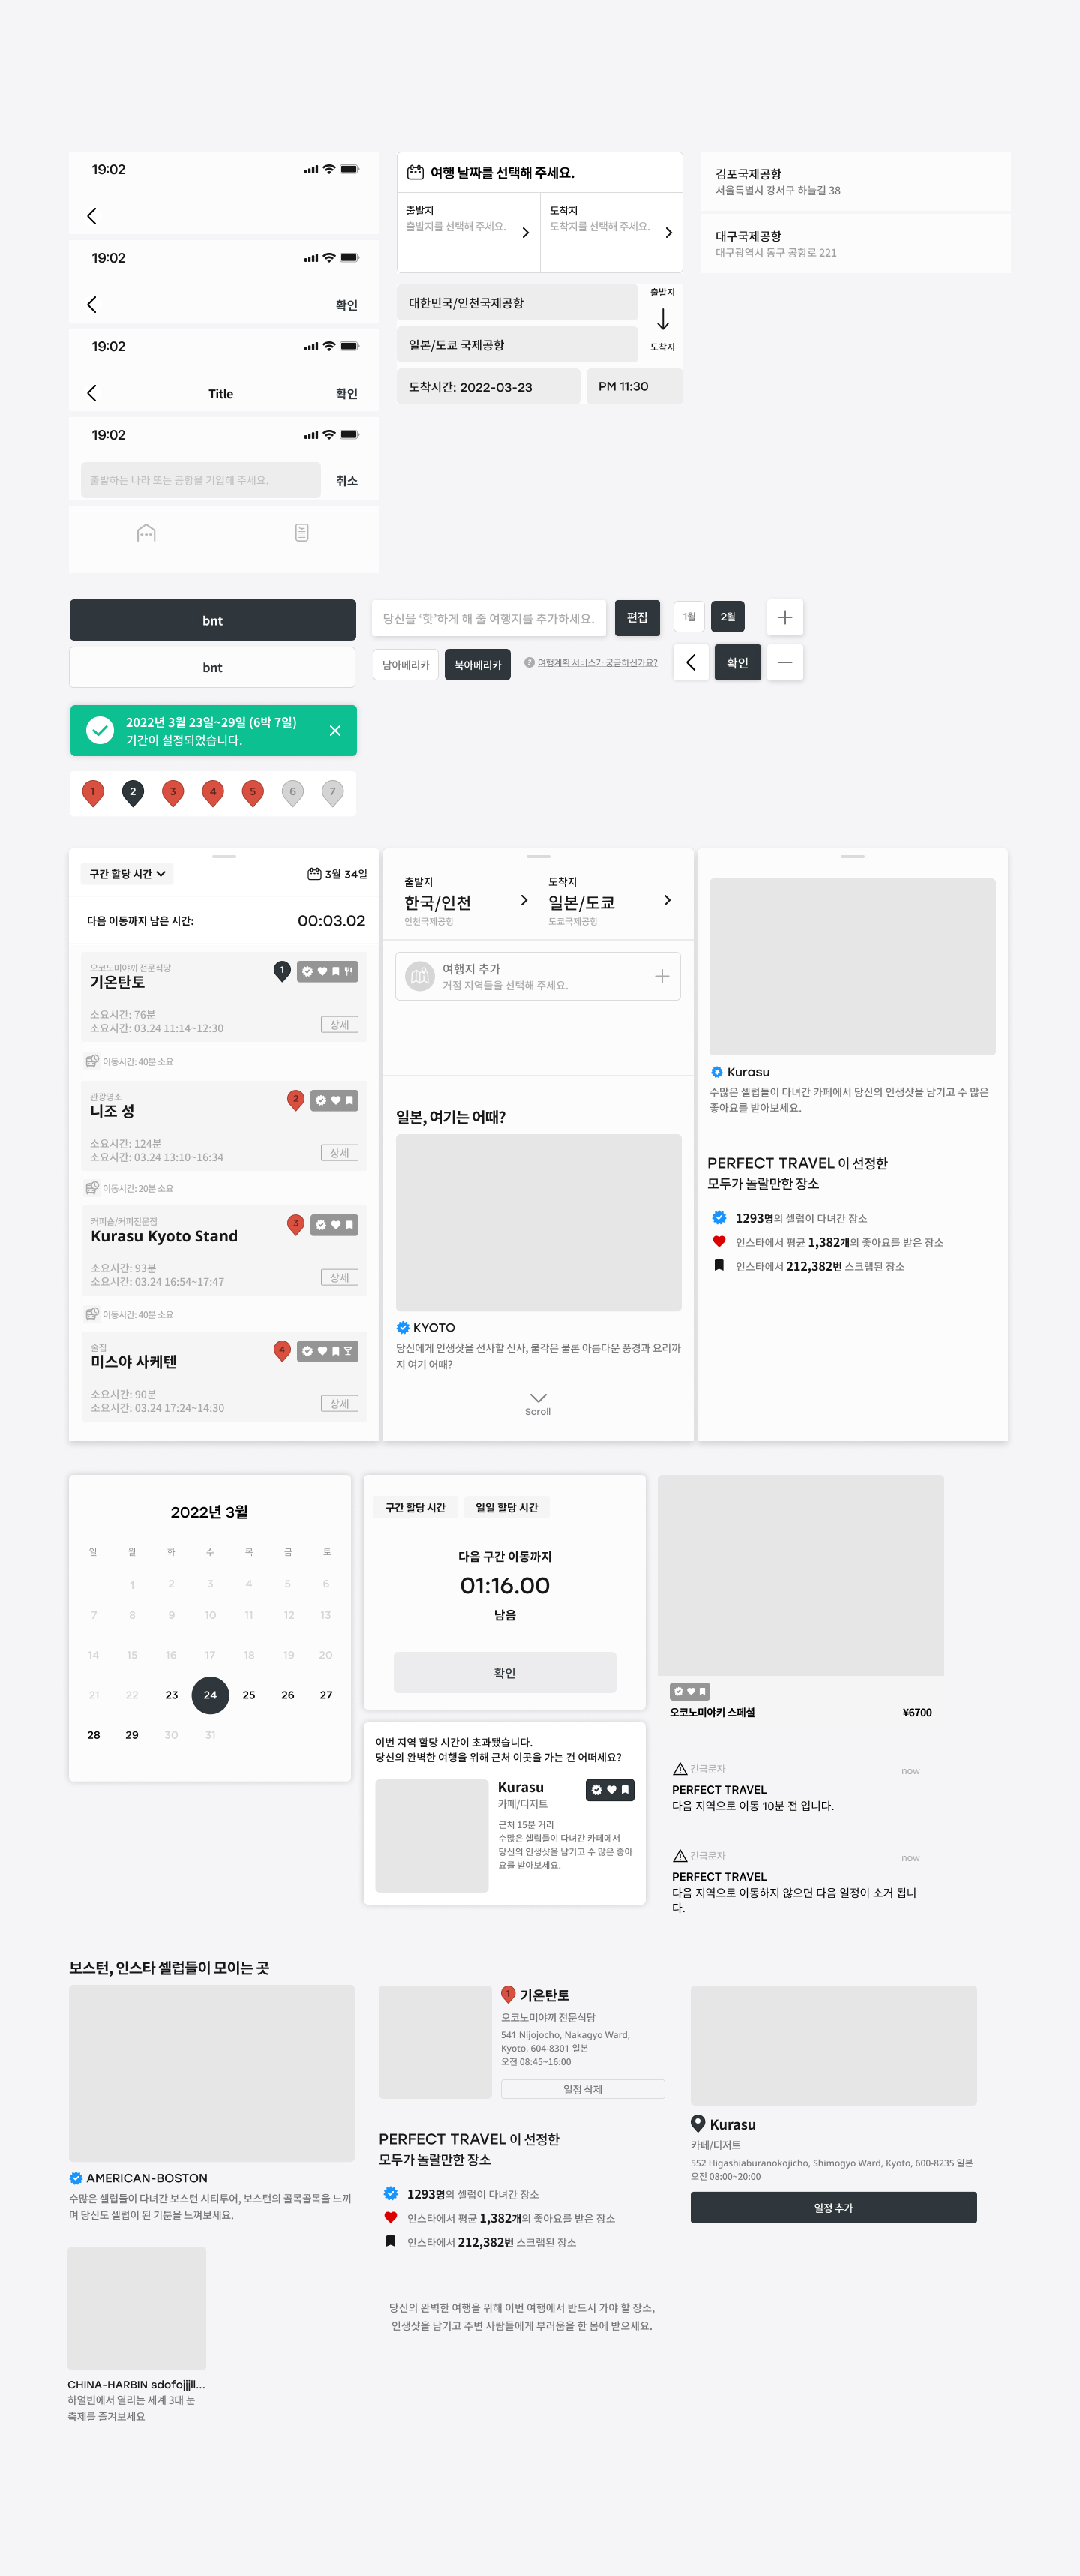 19:02
19:02
확인
19:02
Title
확인
19:02
출발하는 나라 또는 공항을 기입해 주세요.
취소
여행 날짜를 선택해 주세요.
출발지
출발지를 선택해 주세요.
도착지
도착지를 선택해 주세요.
대한민국/인천국제공항
일본/도쿄 국제공항
출발지
도착지
도착시간: 2022-03-23
PM 11:30
김포국제공항
서울특별시 강서구 하늘길 38
대구국제공항
대구광역시 동구 공항로 221
bnt
bnt
당신을 ‘핫’하게 해 줄 여행지를 추가하세요.
편집
1월
2월
남아메리카
북아메리카
? 여행계획 서비스가 궁금하신가요?
확인
2022년 3월 23일~29일 (6박 7일)
기간이 설정되었습니다.
1 2 3 4 5 6 7
구간 할당 시간
3월 34일
다음 이동까지 남은 시간:
00:03.02
오코노미야끼 전문식당
기온탄토
1
소요시간: 76분
소요시간: 03.24 11:14~12:30
상세
이동시간: 40분 소요
관광명소
니조 성
2
소요시간: 124분
소요시간: 03.24 13:10~16:34
상세
이동시간: 20분 소요
커피숍/커피전문점
Kurasu Kyoto Stand
3
소요시간: 93분
소요시간: 03.24 16:54~17:47
상세
이동시간: 40분 소요
술집
미스야 사케텐
4
소요시간: 90분
소요시간: 03.24 17:24~14:30
상세
출발지
한국/인천
인천국제공항
도착지
일본/도쿄
도쿄국제공항
여행지 추가
거점 지역들을 선택해 주세요.
일본, 여기는 어때?
KYOTO
당신에게 인생샷을 선사할 신사, 불각은 물론 아름다운 풍경과 요리까
지 여기 어때?
Scroll
Kurasu
수많은 셀럽들이 다녀간 카페에서 당신의 인생샷을 남기고 수 많은
좋아요를 받아보세요.
PERFECT TRAVEL 이 선정한
모두가 놀랄만한 장소
1293명의 셀럽이 다녀간 장소
인스타에서 평균 1,382개의 좋아요를 받은 장소
인스타에서 212,382번 스크랩된 장소
2022년 3월
일 월 화 수 목 금 토
1 2 3 4 5 6
7 8 9 10 11 12 13
14 15 16 17 18 19 20
21 22 23 24 25 26 27
28 29 30 31
구간 할당 시간
일일 할당 시간
다음 구간 이동까지
01:16.00
남음
확인
이번 지역 할당 시간이 초과됐습니다.
당신의 완벽한 여행을 위해 근처 이곳을 가는 건 어떠세요?
Kurasu
카페/디저트
근처 15분 거리
수많은 셀럽들이 다녀간 카페에서
당신의 인생샷을 남기고 수 많은 좋아
요를 받아보세요.
오코노미야키 스페셜
¥6700
긴급문자
now
PERFECT TRAVEL
다음 지역으로 이동 10분 전 입니다.
긴급문자
now
PERFECT TRAVEL
다음 지역으로 이동하지 않으면 다음 일정이 소거 됩니
다.
보스턴, 인스타 셀럽들이 모이는 곳
AMERICAN-BOSTON
수많은 셀럽들이 다녀간 보스턴 시티투어, 보스턴의 골목골목을 느끼
며 당신도 셀럽이 된 기분을 느껴보세요.
CHINA-HARBIN sdofojjjll...
하얼빈에서 열리는 세계 3대 눈
축제를 즐겨보세요
1 기온탄토
오코노미야끼 전문식당
541 Nijojocho, Nakagyo Ward,
Kyoto, 604-8301 일본
오전 08:45~16:00
일정 삭제
PERFECT TRAVEL 이 선정한
모두가 놀랄만한 장소
1293명의 셀럽이 다녀간 장소
인스타에서 평균 1,382개의 좋아요를 받은 장소
인스타에서 212,382번 스크랩된 장소
당신의 완벽한 여행을 위해 이번 여행에서 반드시 가야 할 장소,
인생샷을 남기고 주변 사람들에게 부러움을 한 몸에 받으세요.
Kurasu
카페/디저트
552 Higashiaburanokojicho, Shimogyo Ward, Kyoto, 600-8235 일본
오전 08:00~20:00
일정 추가